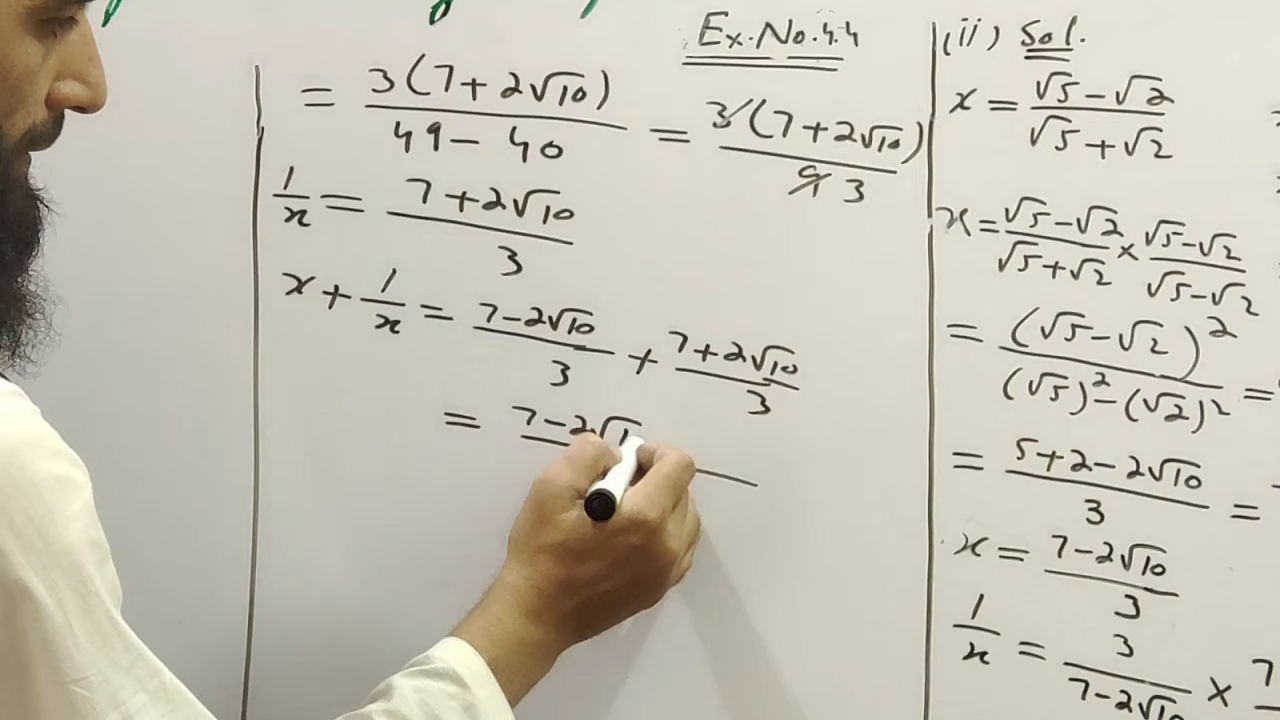 Ex. No. 4.4
= 3(7+2√10) / 49-40 = 3(7+2√10) / 9 3
1/x = 7+2√10 / 3
x + 1/x = 7-2√10 / 3 + 7+2√10 / 3
= 7-2√1
(ii) Sol.
x = √5-√2 / √5+√2
x = √5-√2 / √5+√2 × √5-√2 / √5-√2
= (√5-√2)² / (√5)²-(√2)² =
= 5+2-2√10 / 3 =
x = 7-2√10 / 3
1/x = 3 / 7-2√10 × 7